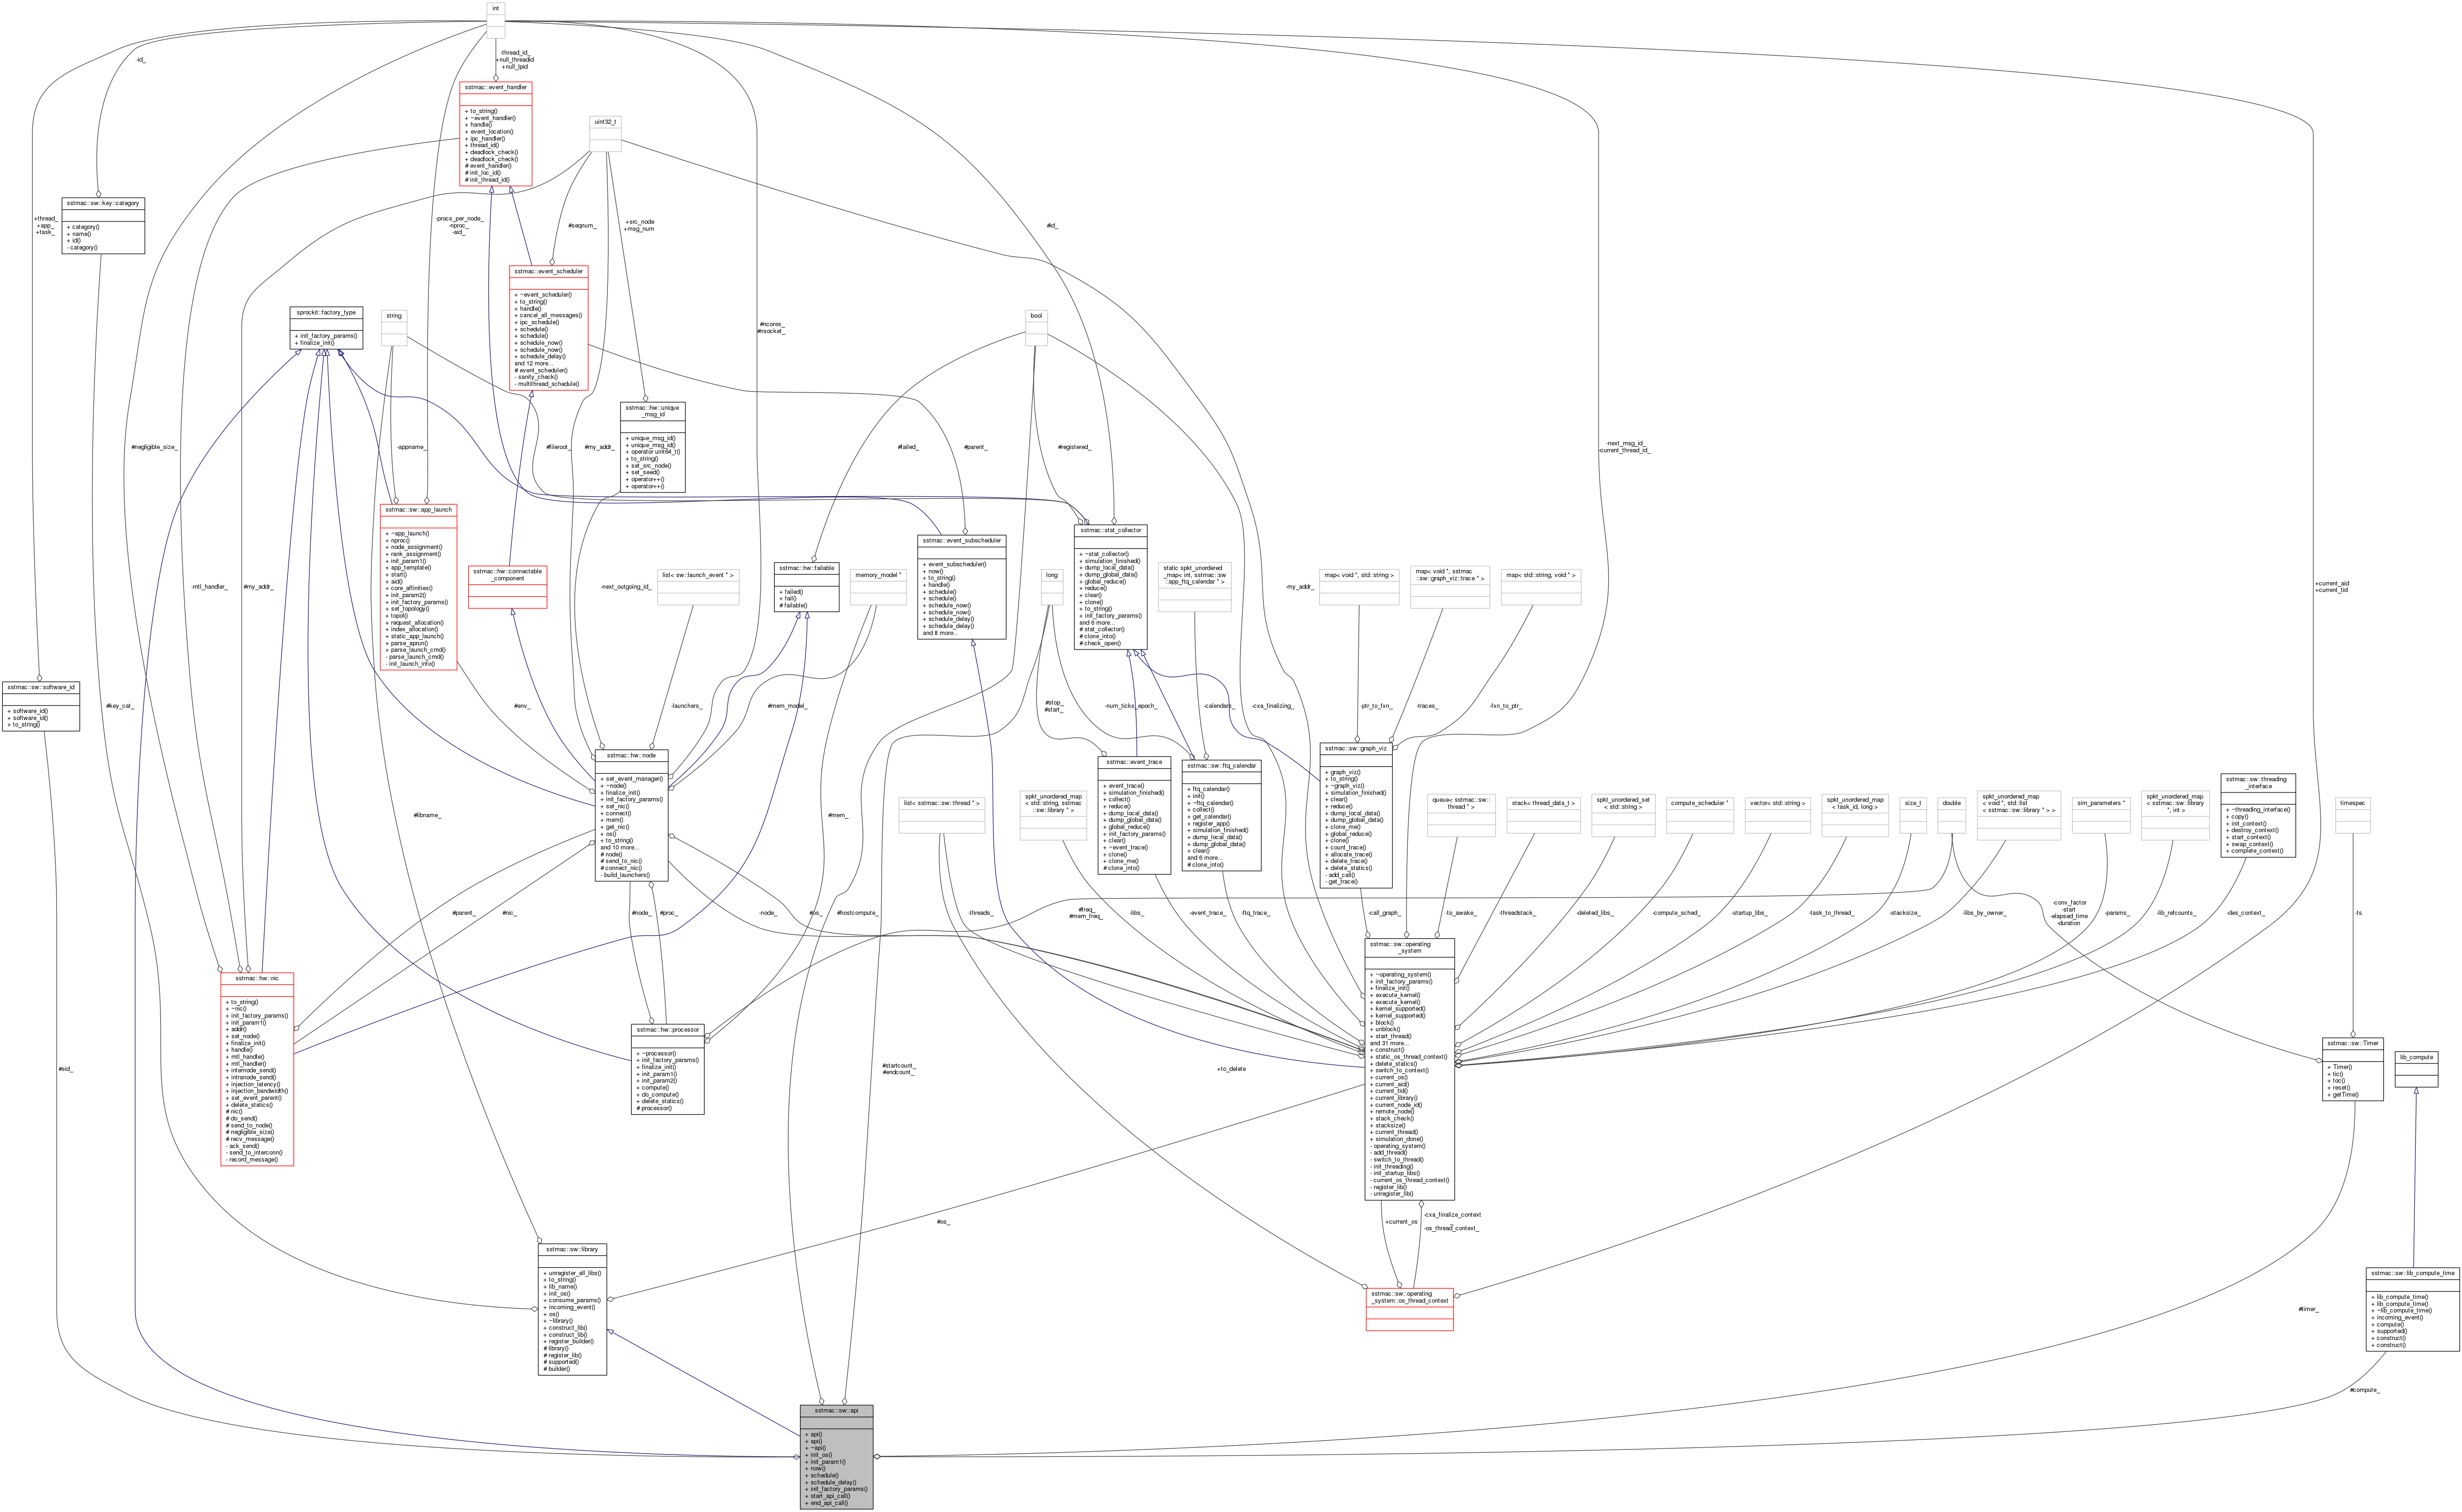 int
-thread_id_
+null_threadid
+null_lpid
-id_
sstmac::event_handler
+ to_string()
+ ~event_handler()
+ handle()
+ event_location()
+ ipc_handler()
+ thread_id()
+ deadlock_check()
+ deadlock_check()
# event_handler()
# init_loc_id()
# init_thread_id()
uint32_t
sstmac::sw::key::category
+ category()
+ name()
+ id()
- category()
+thread_
+app_
+task_
-procs_per_node_
-nproc_
-aid_
#seqnum_
+src_node
+msg_num
#id_
sstmac::event_scheduler
+ ~event_scheduler()
+ to_string()
+ handle()
+ cancel_all_messages()
+ ipc_schedule()
+ schedule()
+ schedule()
+ schedule_now()
+ schedule_now()
+ schedule_delay()
and 12 more...
# event_scheduler()
- sanity_check()
- multithread_schedule()
sprockit::factory_type
+ init_factory_params()
+ finalize_init()
string
#ncores_
#nsocket_
bool
sstmac::hw::unique
_msg_id
+ unique_msg_id()
+ unique_msg_id()
+ operator uint64_t()
+ to_string()
+ set_src_node()
+ set_seed()
+ operator++()
+ operator++()
#negligible_size_
-appname_
#fileroot_
#my_addr_
#failed_
#parent_
#registered_
-next_msg_id_
-current_thread_id_
sstmac::sw::app_launch
+ ~app_launch()
+ nproc()
+ node_assignment()
+ rank_assignment()
+ init_param1()
+ app_template()
+ start()
+ aid()
+ core_affinities()
+ init_param2()
+ init_factory_params()
+ set_topology()
+ topol()
+ request_allocation()
+ index_allocation()
+ static_app_launch()
+ parse_aprun()
+ parse_launch_cmd()
- parse_launch_cmd()
- init_launch_info()
sstmac::stat_collector
+ ~stat_collector()
+ simulation_finished()
+ dump_local_data()
+ dump_global_data()
+ global_reduce()
+ reduce()
+ clear()
+ clone()
+ to_string()
+ init_factory_params()
and 6 more...
# stat_collector()
# clone_into()
# check_open()
sstmac::event_subscheduler
+ event_subscheduler()
+ now()
+ to_string()
+ handle()
+ schedule()
+ schedule()
+ schedule_now()
+ schedule_now()
+ schedule_delay()
+ schedule_delay()
and 8 more...
sstmac::hw::connectable
_component
-mtl_handler_
#my_addr_
-next_outgoing_id_
list< sw::launch_event * >
sstmac::hw::failable
+ failed()
+ fail()
# failable()
memory_model *
long
static spkt_unordered
_map< int, sstmac::sw
::app_ftq_calendar * >
-my_addr_
map< void *, std::string >
map< void *, sstmac
::sw::graph_viz::trace * >
map< std::string, void * >
+current_aid
+current_tid
sstmac::sw::software_id
+ software_id()
+ software_id()
+ to_string()
#key_cat_
#env_
-launchers_
#mem_model_
#stop_
#start_
-num_ticks_epoch_
-calendars_
-cxa_finalizing_
-ptr_to_fxn_
-traces_
-fxn_to_ptr_
sstmac::hw::node
+ set_event_manager()
+ ~node()
+ finalize_init()
+ init_factory_params()
+ set_nic()
+ connect()
+ mem()
+ get_nic()
+ os()
+ to_string()
and 10 more...
# node()
# send_to_nic()
# connect_nic()
- build_launchers()
#libname_
#mem_
list< sstmac::sw::thread * >
spkt_unordered_map
< std::string, sstmac
::sw::library * >
sstmac::event_trace
+ event_trace()
+ simulation_finished()
+ collect()
+ reduce()
+ dump_local_data()
+ dump_global_data()
+ global_reduce()
+ init_factory_params()
+ clear()
+ ~event_trace()
+ clone()
+ clone_me()
# clone_into()
sstmac::sw::ftq_calendar
+ ftq_calendar()
+ init()
+ ~ftq_calendar()
+ collect()
+ get_calendar()
+ register_app()
+ simulation_finished()
+ dump_local_data()
+ dump_global_data()
+ clear()
and 6 more...
# clone_into()
sstmac::sw::graph_viz
+ graph_viz()
+ to_string()
+ ~graph_viz()
+ simulation_finished()
+ clear()
+ reduce()
+ dump_local_data()
+ dump_global_data()
+ clone_me()
+ global_reduce()
+ clone()
+ count_trace()
+ allocate_trace()
+ delete_trace()
+ delete_statics()
- add_call()
- get_trace()
queue< sstmac::sw::
thread * >
stack< thread_data_t >
spkt_unordered_set
< std::string >
compute_scheduler *
vector< std::string >
spkt_unordered_map
< task_id, long >
size_t
double
spkt_unordered_map
< void *, std::list
< sstmac::sw::library * > >
sim_parameters *
spkt_unordered_map
< sstmac::sw::library
*, int >
sstmac::sw::threading
_interface
+ ~threading_interface()
+ copy()
+ init_context()
+ destroy_context()
+ start_context()
+ swap_context()
+ complete_context()
timespec
#parent_
#nic_
#node_
#proc_
-node_
#os_
#hostcompute_
-threads_
#freq_
#mem_freq_
-libs_
-event_trace_
-ftq_trace_
-call_graph_
-to_awake_
-threadstack_
-deleted_libs_
-compute_sched_
-startup_libs_
-task_to_thread_
-stacksize_
-conv_factor
-start
-elapsed_time
-duration
-libs_by_owner_
-params_
-lib_refcounts_
-des_context_
-ts
sstmac::hw::nic
+ to_string()
+ ~nic()
+ init_factory_params()
+ init_param1()
+ addr()
+ set_node()
+ finalize_init()
+ handle()
+ mtl_handle()
+ mtl_handler()
+ internode_send()
+ intranode_send()
+ injection_latency()
+ injection_bandwidth()
+ set_event_parent()
+ delete_statics()
# nic()
# do_send()
# send_to_node()
# negligible_size()
# recv_message()
- ack_send()
- send_to_interconn()
- record_message()
sstmac::hw::processor
+ ~processor()
+ init_factory_params()
+ finalize_init()
+ init_param1()
+ init_param2()
+ compute()
+ do_compute()
+ delete_statics()
# processor()
sstmac::sw::operating
_system
+ ~operating_system()
+ init_factory_params()
+ finalize_init()
+ execute_kernel()
+ execute_kernel()
+ kernel_supported()
+ kernel_supported()
+ block()
+ unblock()
+ start_thread()
and 31 more...
+ construct()
+ static_os_thread_context()
+ delete_statics()
+ switch_to_context()
+ current_os()
+ current_aid()
+ current_tid()
+ current_library()
+ current_node_id()
+ remote_node()
+ stack_check()
+ stacksize()
+ current_thread()
+ simulation_done()
- operating_system()
- add_thread()
- switch_to_thread()
- init_threading()
- init_startup_libs()
- current_os_thread_context()
- register_lib()
- unregister_lib()
sstmac::sw::Timer
+ Timer()
+ tic()
+ toc()
+ reset()
+ getTime()
lib_compute
#sid_
#startcount_
#endcount_
+to_delete
#os_
+current_os
-cxa_finalize_context
_
-os_thread_context_
sstmac::sw::library
+ unregister_all_libs()
+ to_string()
+ lib_name()
+ init_os()
+ consume_params()
+ incoming_event()
+ os()
+ ~library()
+ construct_lib()
+ construct_lib()
+ register_builder()
# library()
# register_lib()
# supported()
# builder()
sstmac::sw::operating
_system::os_thread_context
#timer_
sstmac::sw::lib_compute_time
+ lib_compute_time()
+ lib_compute_time()
+ ~lib_compute_time()
+ incoming_event()
+ compute()
+ supported()
+ construct()
+ construct()
#compute_
sstmac::sw::api
+ api()
+ api()
+ ~api()
+ init_os()
+ init_param1()
+ now()
+ schedule()
+ schedule_delay()
+ init_factory_params()
+ start_api_call()
+ end_api_call()